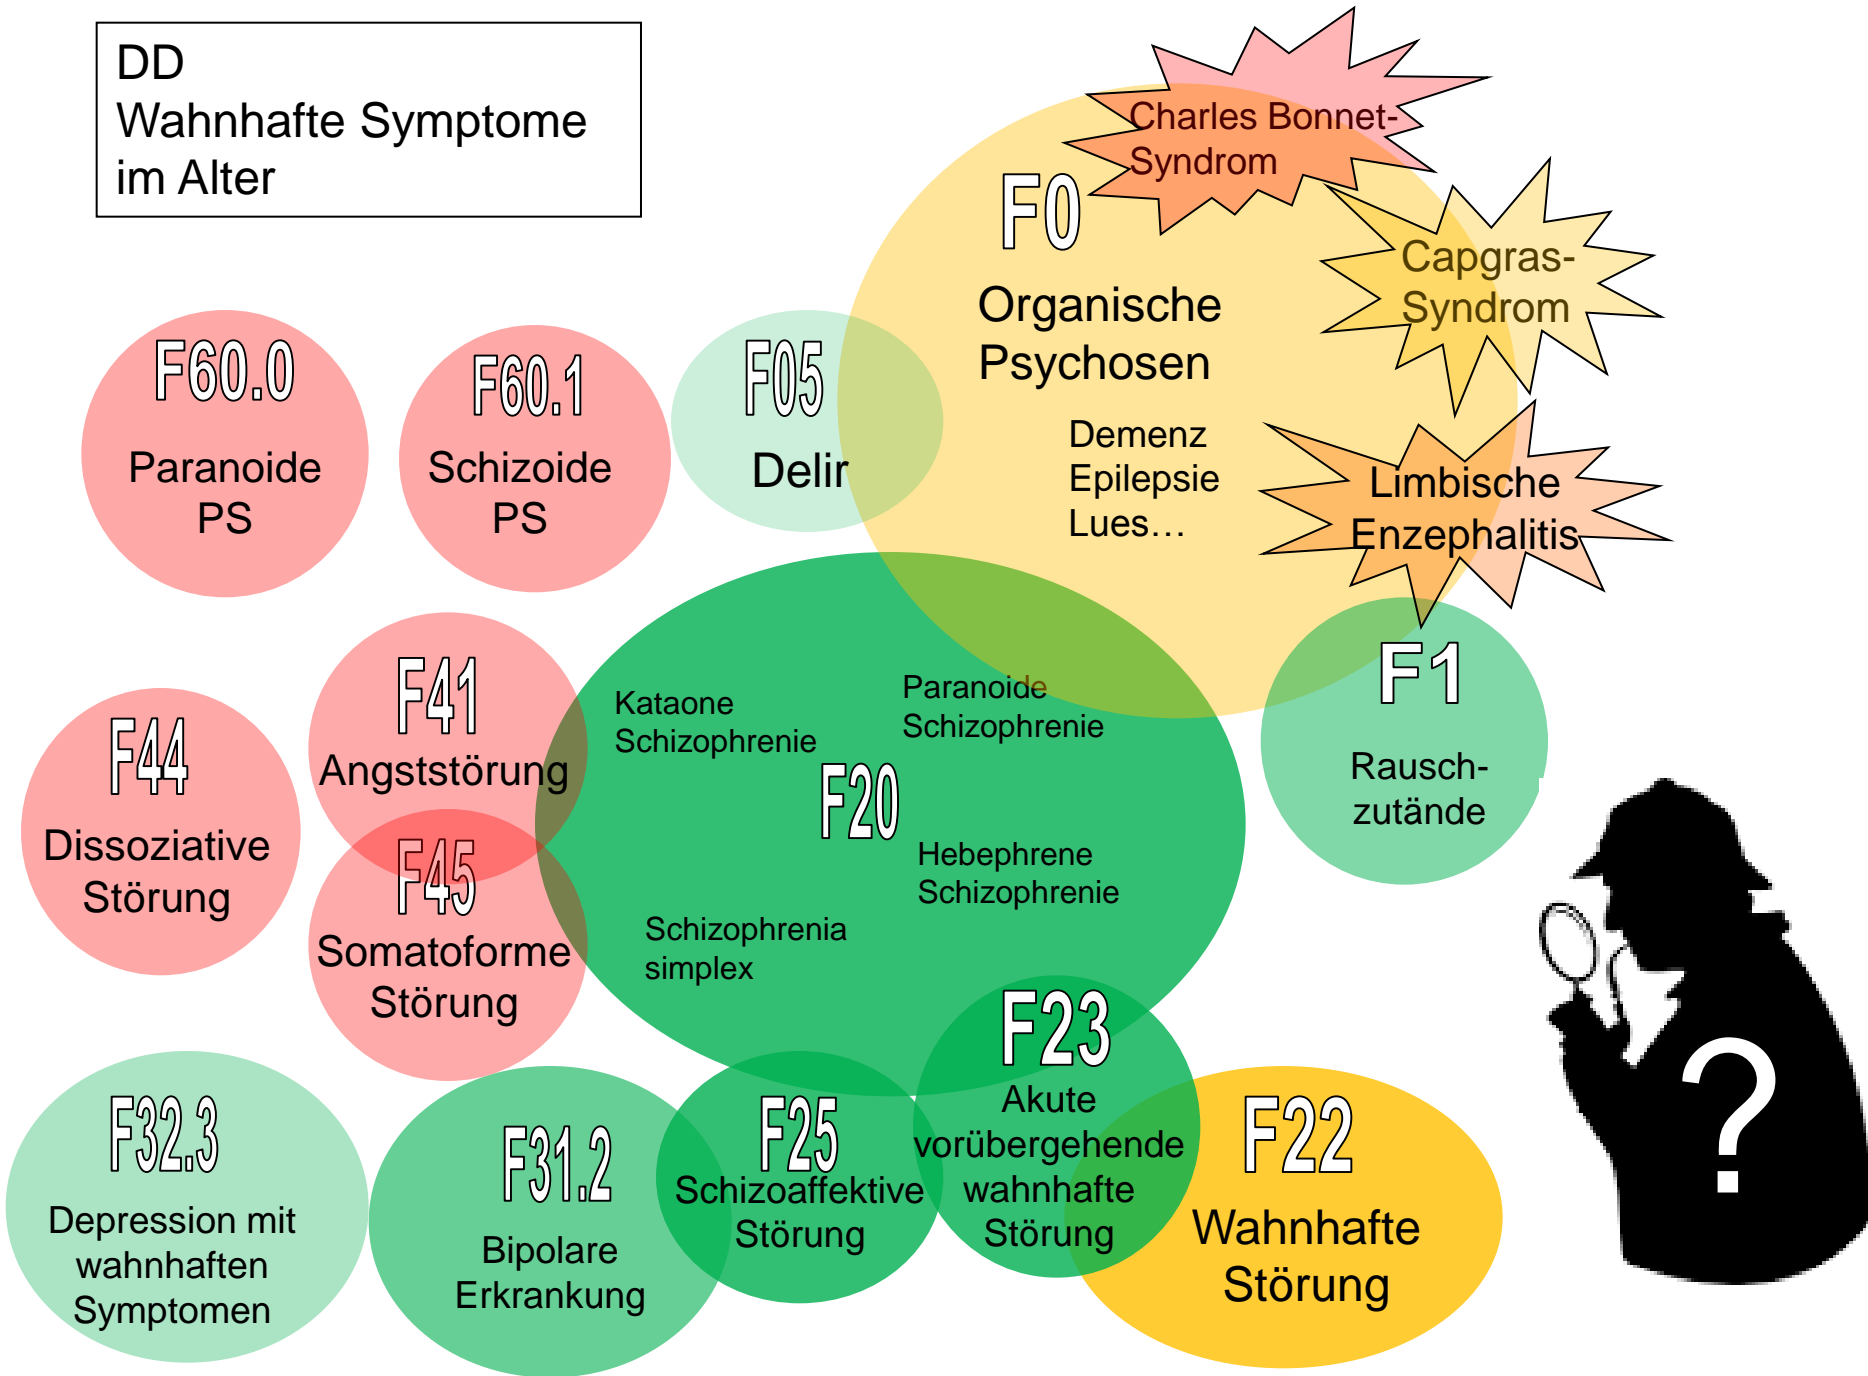 DD
Wahnhafte Symptome
im Alter
Charles Bonnet-
Syndrom
F0
Capgras-
Syndrom
Organische
Psychosen
Demenz
Epilepsie
Lues…
Limbische
Enzephalitis
F60.0
Paranoide
PS
F60.1
Schizoide
PS
F05
Delir
F1
Rausch-
zutände
F41
Angststörung
F44
Dissoziative
Störung
F45
Somatoforme
Störung
Kataone
Schizophrenie
Paranoide
Schizophrenie
F20
Hebephrene
Schizophrenie
Schizophrenia
simplex
F32.3
Depression mit
wahnhaften
Symptomen
F31.2
Bipolare
Erkrankung
F25
Schizoaffektive
Störung
F23
Akute
vorübergehende
wahnhafte
Störung
F22
Wahnhafte
Störung
?